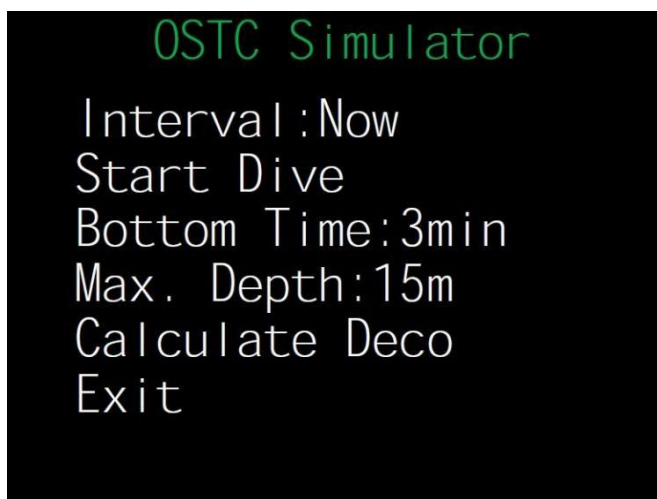 OSTC Simulator
Interval:Now
Start Dive
Bottom Time:3min
Max. Depth:15m
Calculate Deco
Exit